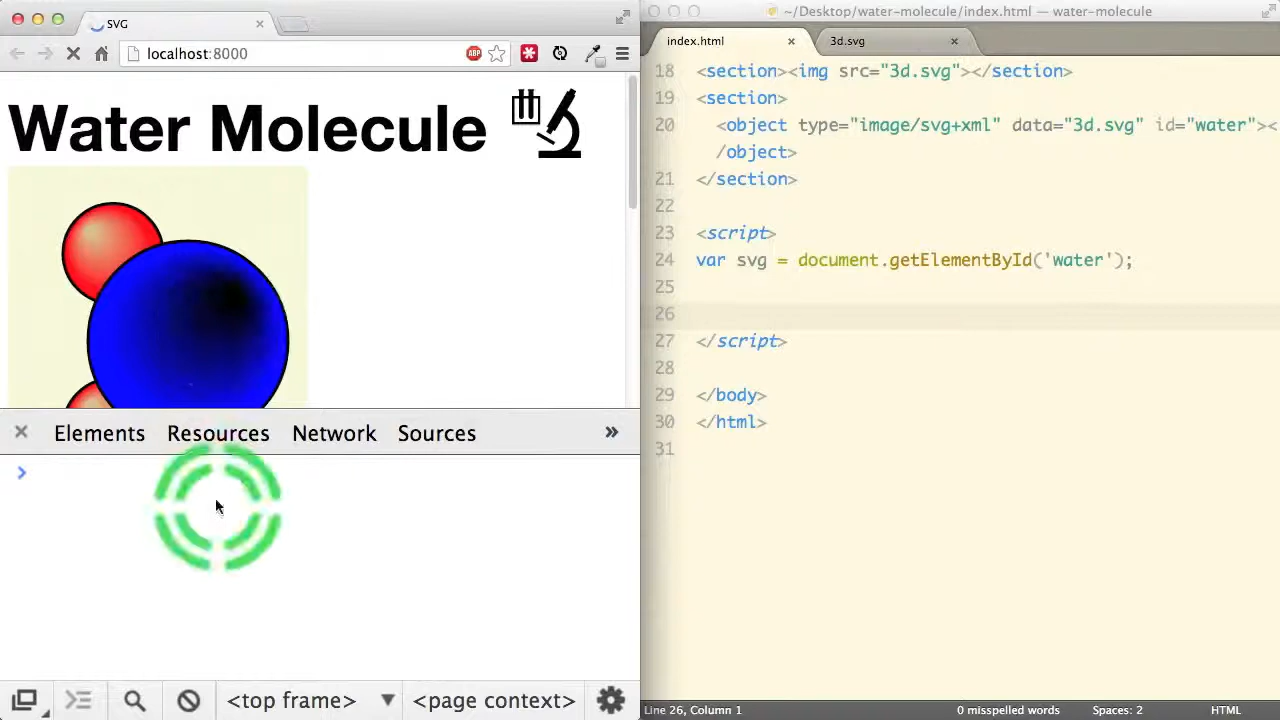 SVG
localhost:8000
ABP
Water Molecule
Elements Resources Network Sources »
<top frame> <page context>
~/Desktop/water-molecule/index.html — water-molecule
index.html 3d.svg
18 <section><img src="3d.svg"></section>
19 <section>
20 <object type="image/svg+xml" data="3d.svg" id="water"><
/object>
21 </section>
22
23 <script>
24 var svg = document.getElementById('water');
25
26
27 </script>
28
29 </body>
30 </html>
31
Line 26, Column 1 0 misspelled words Spaces: 2 HTML